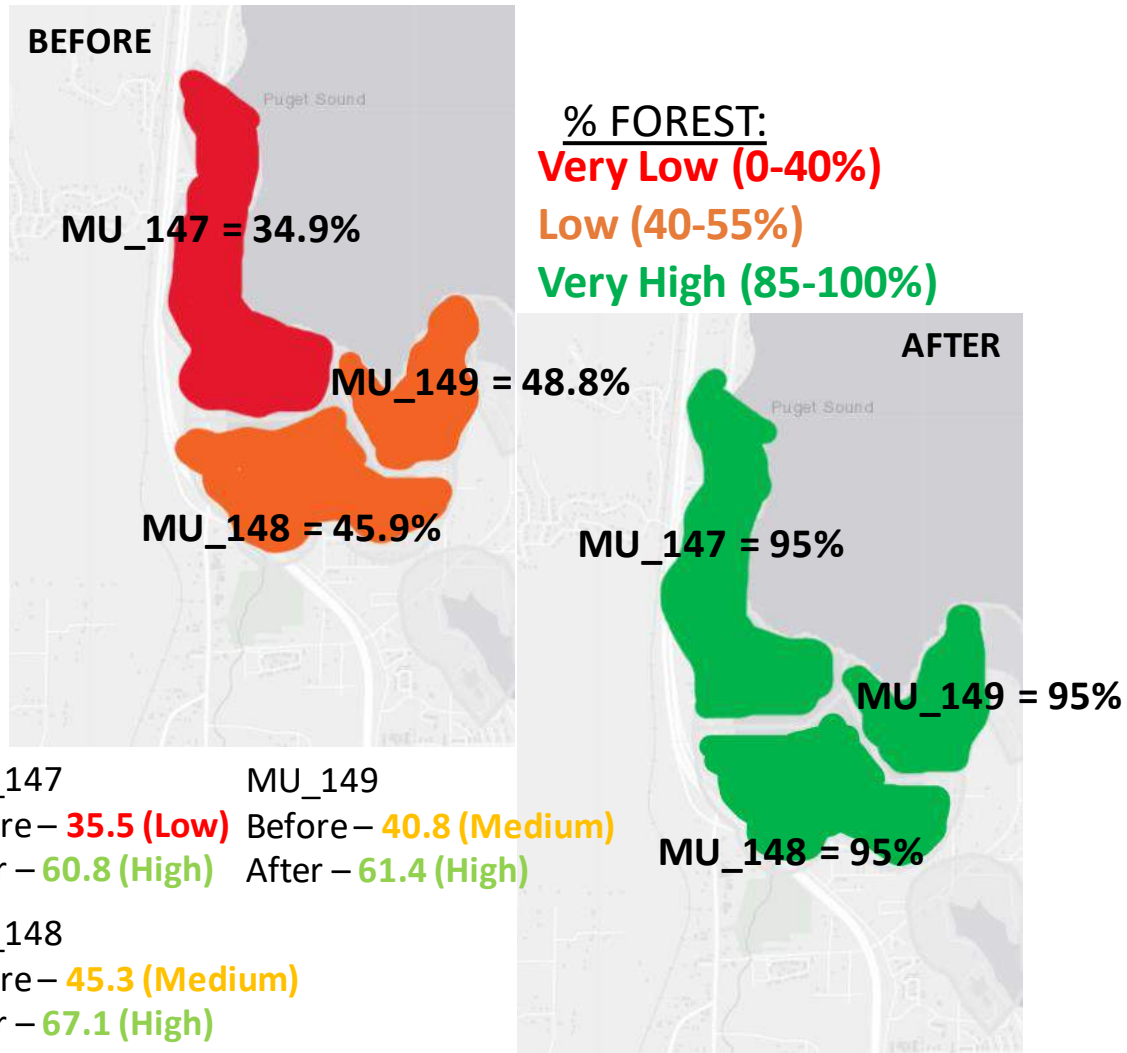 BEFORE
Puget Sound
MU_147 = 34.9%
MU_149 = 48.8%
MU_148 = 45.9%
% FOREST:
Very Low (0-40%)
Low (40-55%)
Very High (85-100%)
AFTER
Puget Sound
MU_147 = 95%
MU_149 = 95%
MU_148 = 95%
_147
re – 35.5 (Low)
r – 60.8 (High)
MU_149
Before – 40.8 (Medium)
After – 61.4 (High)
_148
re – 45.3 (Medium)
r – 67.1 (High)